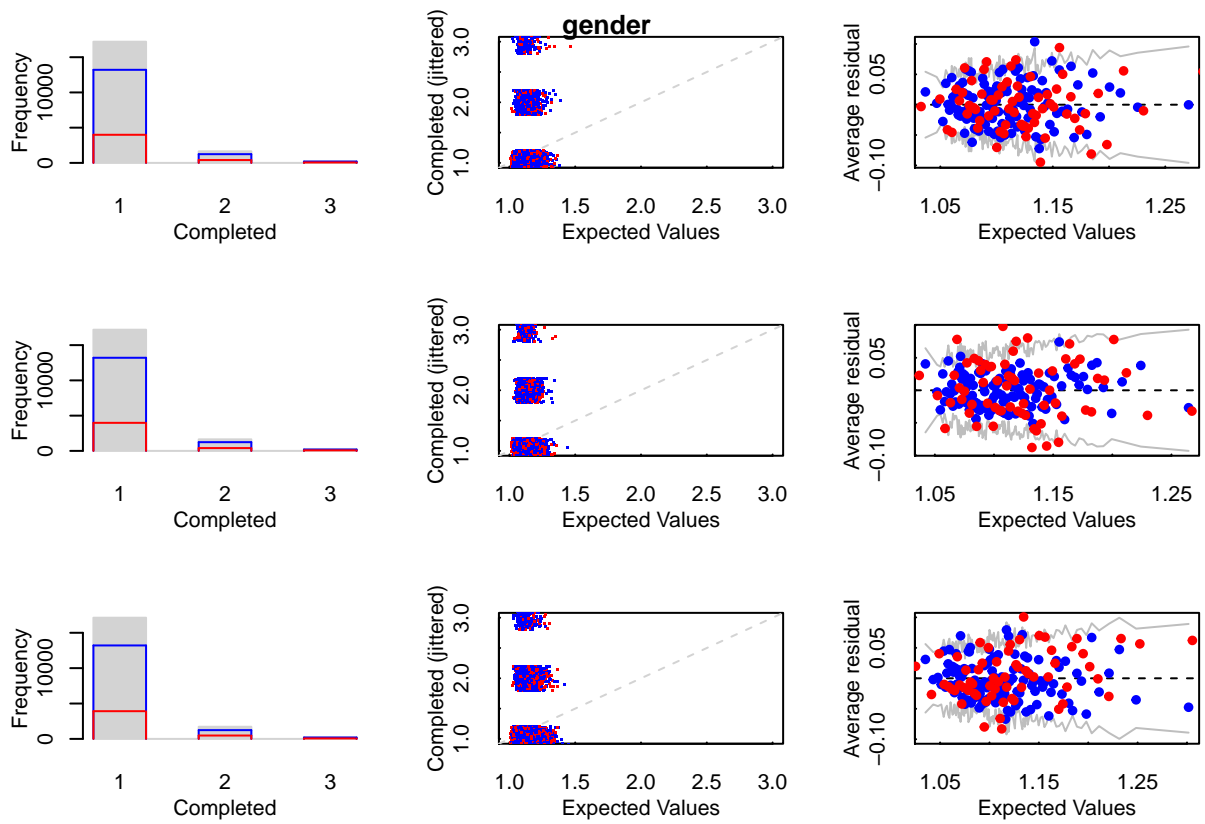 gender
Frequency
0 10000
1 2 3
Completed
Completed (jittered)
1.0 2.0 3.0
1.0 1.5 2.0 2.5 3.0
Expected Values
Average residual
−0.10 0.05
1.05 1.15 1.25
Expected Values
Frequency
0 10000
1 2 3
Completed
Completed (jittered)
1.0 2.0 3.0
1.0 1.5 2.0 2.5 3.0
Expected Values
Average residual
−0.10 0.05
1.05 1.15 1.25
Expected Values
Frequency
0 10000
1 2 3
Completed
Completed (jittered)
1.0 2.0 3.0
1.0 1.5 2.0 2.5 3.0
Expected Values
Average residual
−0.10 0.05
1.05 1.15 1.25
Expected Values